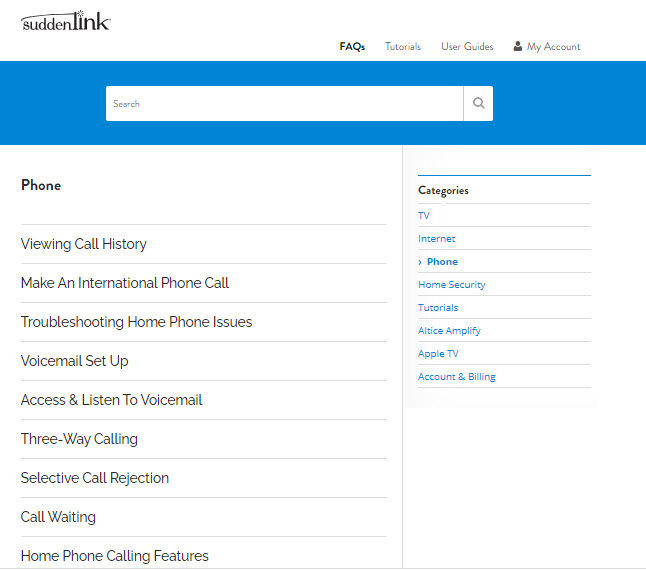 suddenlink
FAQs Tutorials User Guides My Account
Search
Phone
Viewing Call History
Make An International Phone Call
Troubleshooting Home Phone Issues
Voicemail Set Up
Access & Listen To Voicemail
Three-Way Calling
Selective Call Rejection
Call Waiting
Home Phone Calling Features
Categories
TV
Internet
› Phone
Home Security
Tutorials
Altice Amplify
Apple TV
Account & Billing